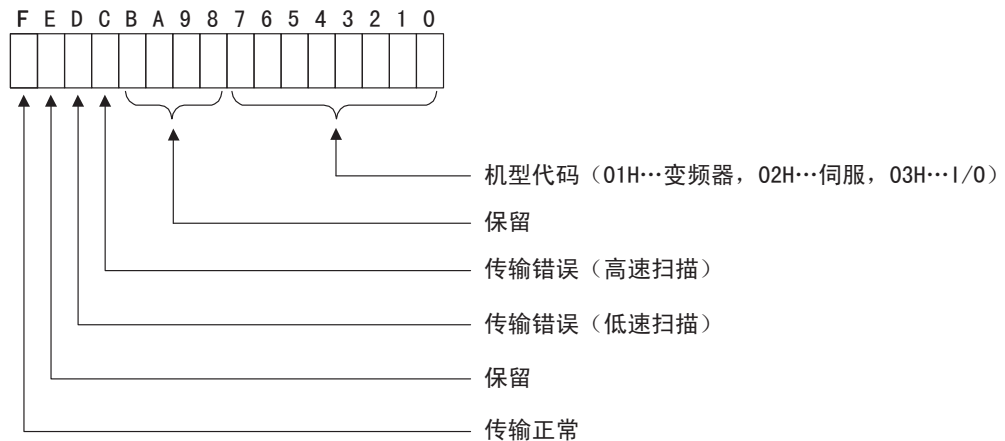 F E D C B A 9 8 7 6 5 4 3 2 1 0
机型代码（01H…变频器，02H…伺服，03H…I/O）
保留
传输错误（高速扫描）
传输错误（低速扫描）
保留
传输正常